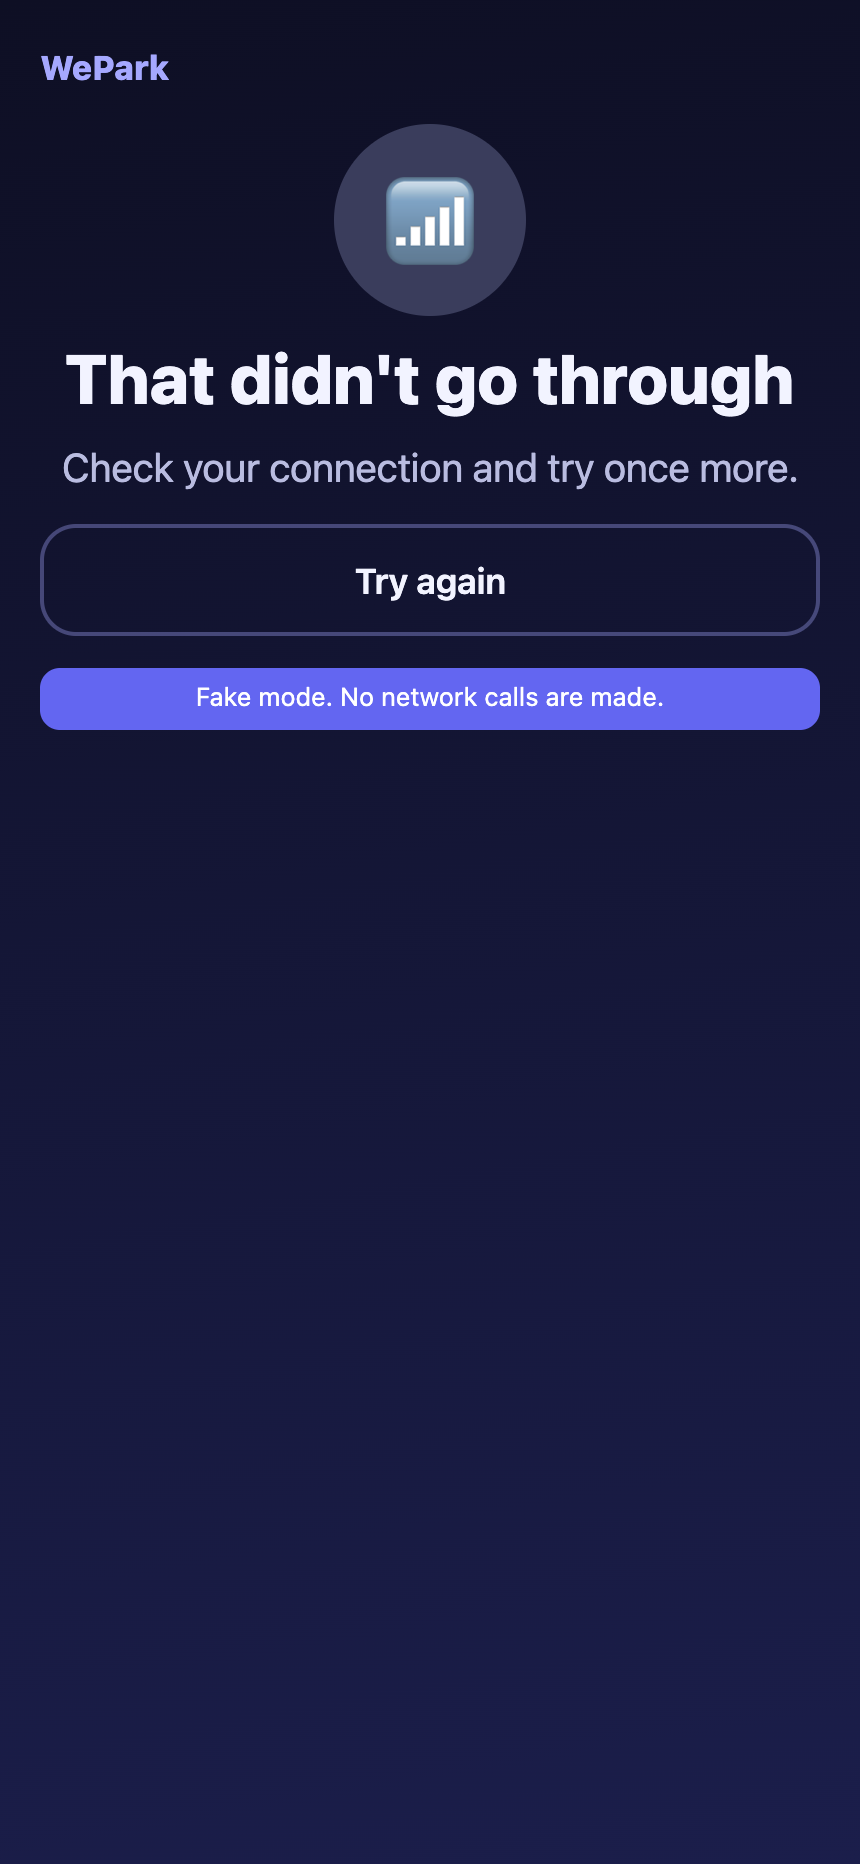 WePark
That didn't go through
Check your connection and try once more.
Try again
Fake mode. No network calls are made.